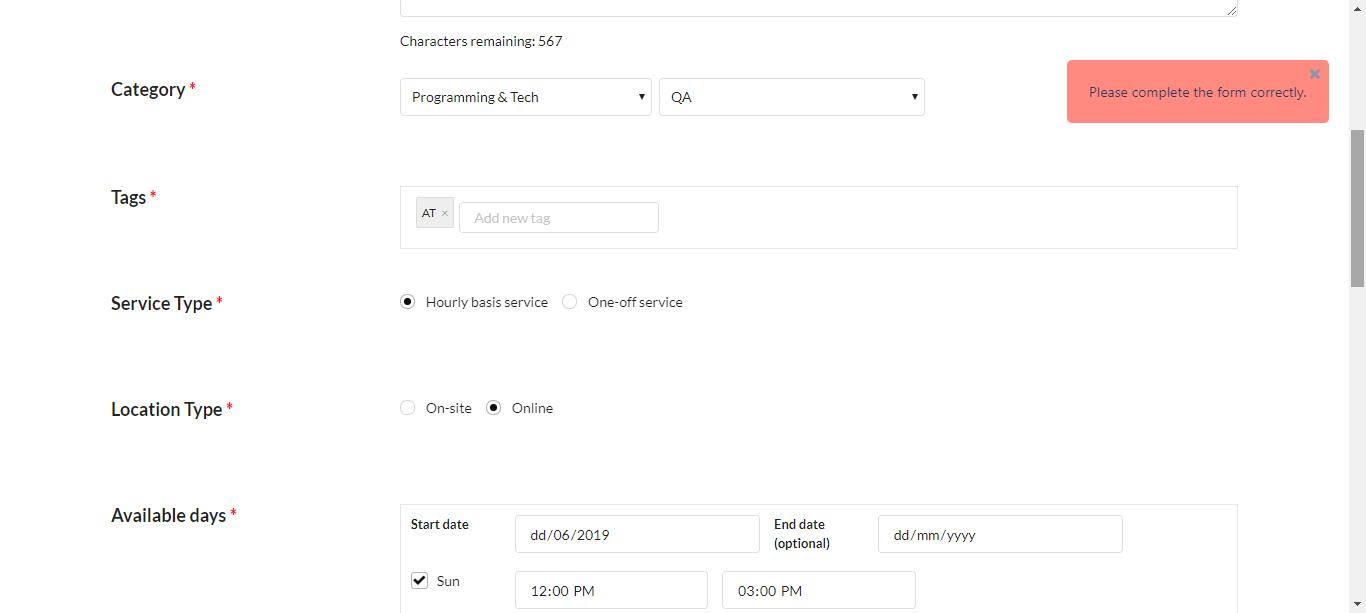 Characters remaining: 567
Category *
Programming & Tech
QA
Please complete the form correctly.
Tags *
AT ×
Add new tag
Service Type *
Hourly basis service
One-off service
Location Type *
On-site
Online
Available days *
Start date
dd/06/2019
End date
(optional)
dd/mm/yyyy
Sun
12:00 PM
03:00 PM